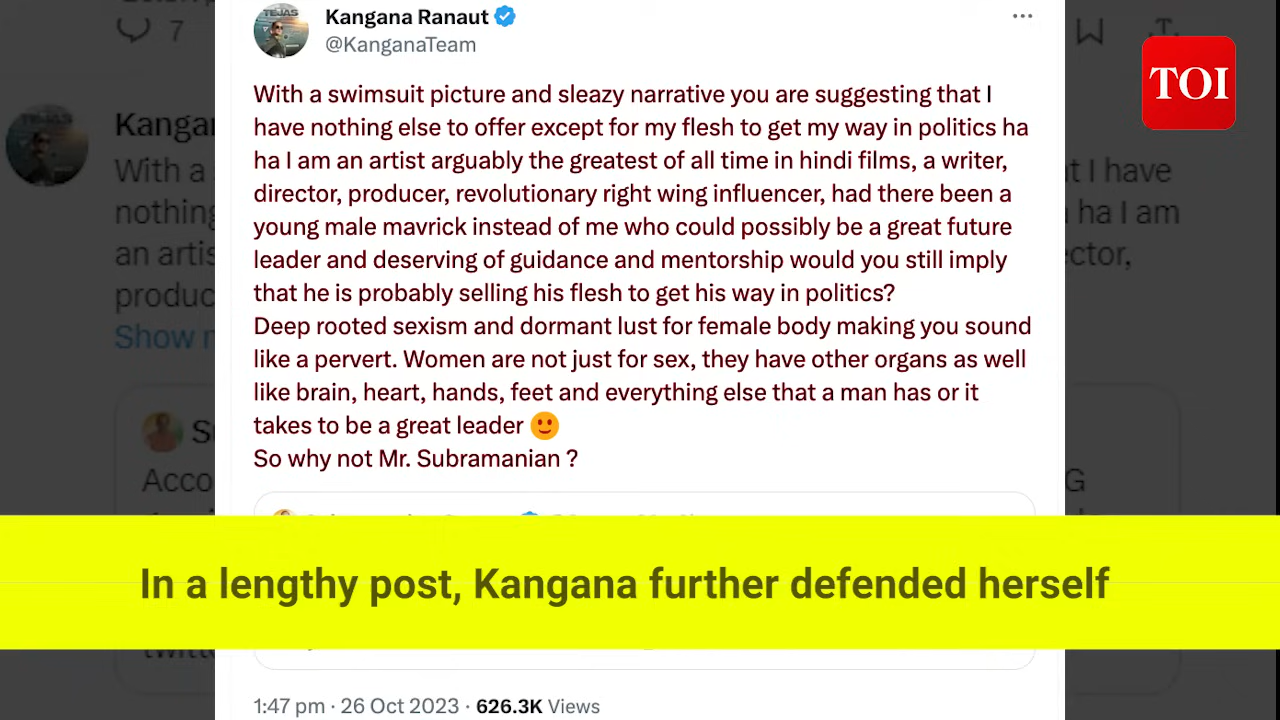 Kangana Ranaut
@KanganaTeam
TOI
7
With a swimsuit picture and sleazy narrative you are suggesting that I
have nothing else to offer except for my flesh to get my way in politics ha
ha I am an artist arguably the greatest of all time in hindi films, a writer,
director, producer, revolutionary right wing influencer, had there been a
young male mavrick instead of me who could possibly be a great future
leader and deserving of guidance and mentorship would you still imply
that he is probably selling his flesh to get his way in politics?
Deep rooted sexism and dormant lust for female body making you sound
like a pervert. Women are not just for sex, they have other organs as well
like brain, heart, hands, feet and everything else that a man has or it
takes to be a great leader 🙂
So why not Mr. Subramanian ?
In a lengthy post, Kangana further defended herself
1:47 pm · 26 Oct 2023 · 626.3K Views